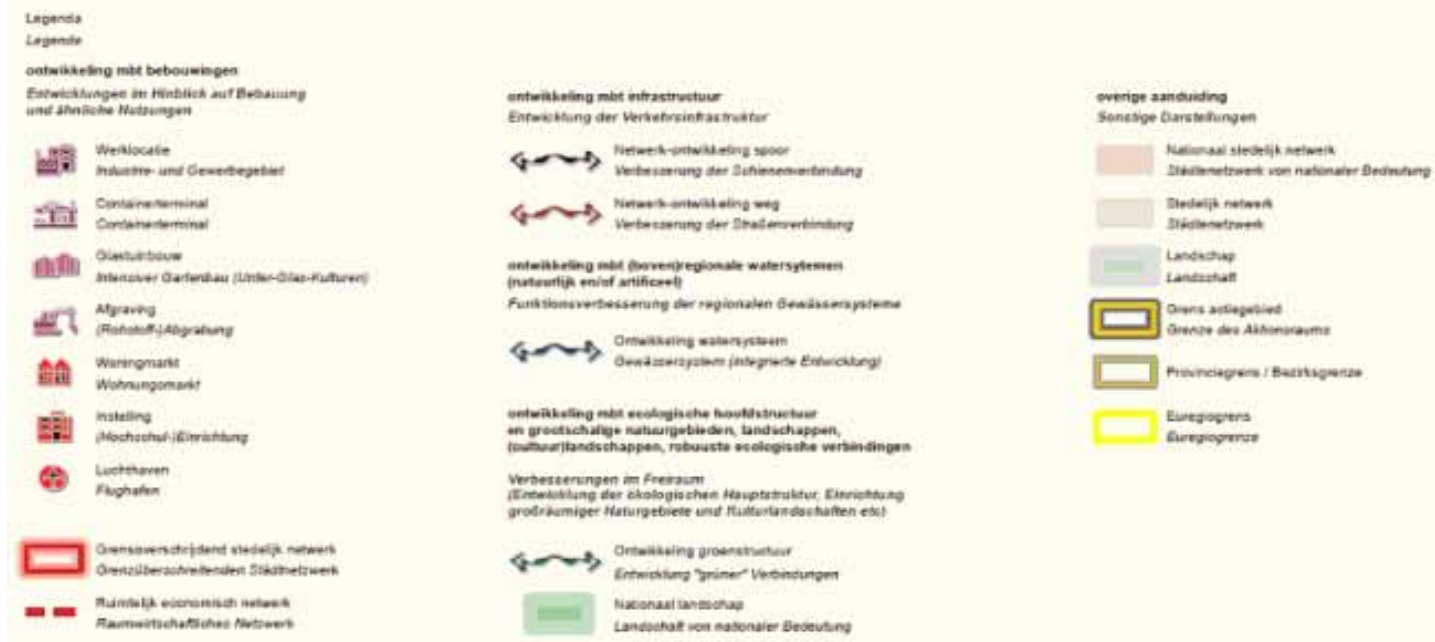 Legenda
Legende
ontwikkeling mbt bebouwingen
Entwicklungen im Hinblick auf Bebauung
und ähnliche Nutzungen
Werklocatie
Industrie- und Gewerbegebiet
Containerterminal
Containerterminal
Glastuinbouw
Intensiver Gartenbau (Unter-Glas-Kulturen)
Afgraving
(Rohstoff-)Abgrabung
Woningmarkt
Wohnungsmarkt
Instelling
(Hochschul-)Einrichtung
Luchthaven
Flughafen
Grensoverschrijdend stedelijk netwerk
Grenzüberschreitenden Städtnetzwerk
Ruimtelijk economisch netwerk
Raumwirtschaftliches Netzwerk
ontwikkeling mbt infrastructuur
Entwicklung der Verkehrsinfrastruktur
Netwerk-ontwikkeling spoor
Verbesserung der Schienenverbindung
Netwerk-ontwikkeling weg
Verbesserung der Straßenverbindung
ontwikkeling mbt (boven)regionale watersytemen
(natuurlijk en/of artificeel)
Funktionsverbesserung der regionalen Gewässersysteme
Ontwikkeling watersysteem
Gewässersystem (integrierte Entwicklung)
ontwikkeling mbt ecologische hoofdstructuur
en grootschalige natuurgebieden, landschappen,
(cultuur)landschappen, robuuste ecologische verbindingen
Verbesserungen im Freiraum
(Entwicklung der ökologischen Hauptstruktur, Einrichtung
großräumiger Naturgebiete und Kulturlandschaften etc)
Ontwikkeling groenstructuur
Entwicklung "grüner" Verbindungen
Nationaal landschap
Landschaft von nationaler Bedeutung
overige aanduiding
Sonstige Darstellungen
Nationaal stedelijk netwerk
Städtenetzwerk von nationaler Bedeutung
Stedelijk netwerk
Städtenetzwerk
Landschap
Landschaft
Grens actiegebied
Grenze des Aktionsraums
Provinciegrens / Bezirksgrenze
Euregiogrens
Euregiogrenze